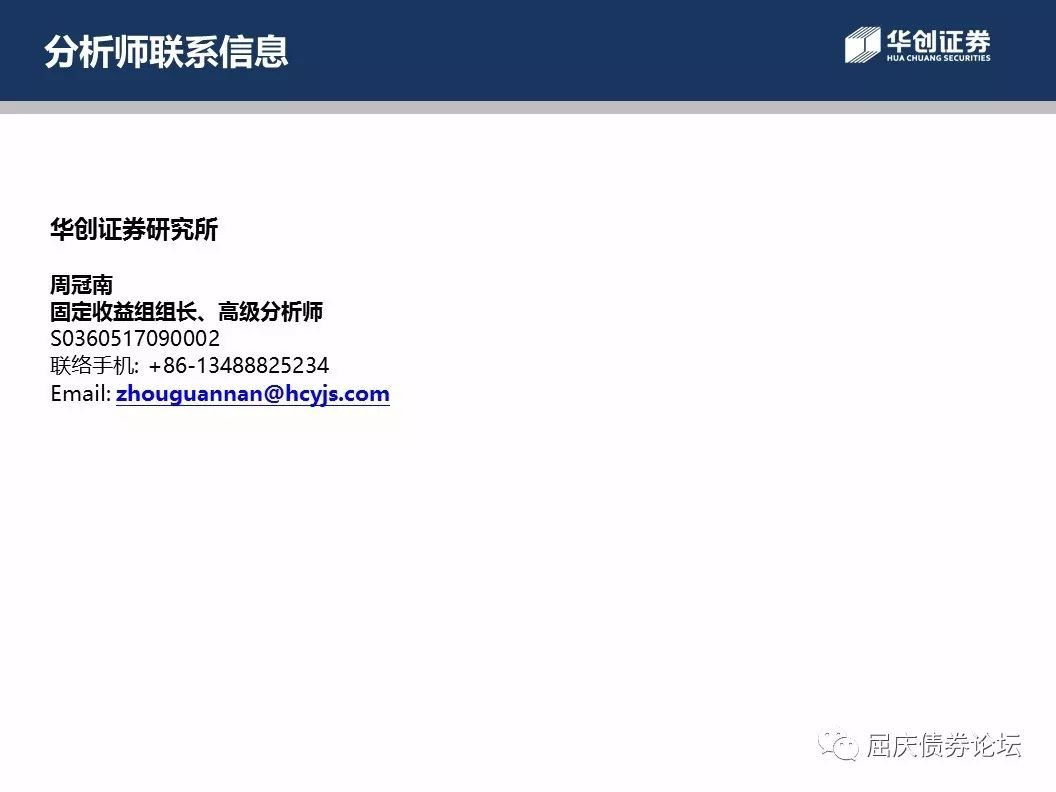 分析师联系信息
华创证券
HUA CHUANG SECURITIES
华创证券研究所
周冠南
固定收益组组长、高级分析师
S0360517090002
联络手机: +86-13488825234
Email: zhouguannan@hcyjs.com
屈庆债券论坛